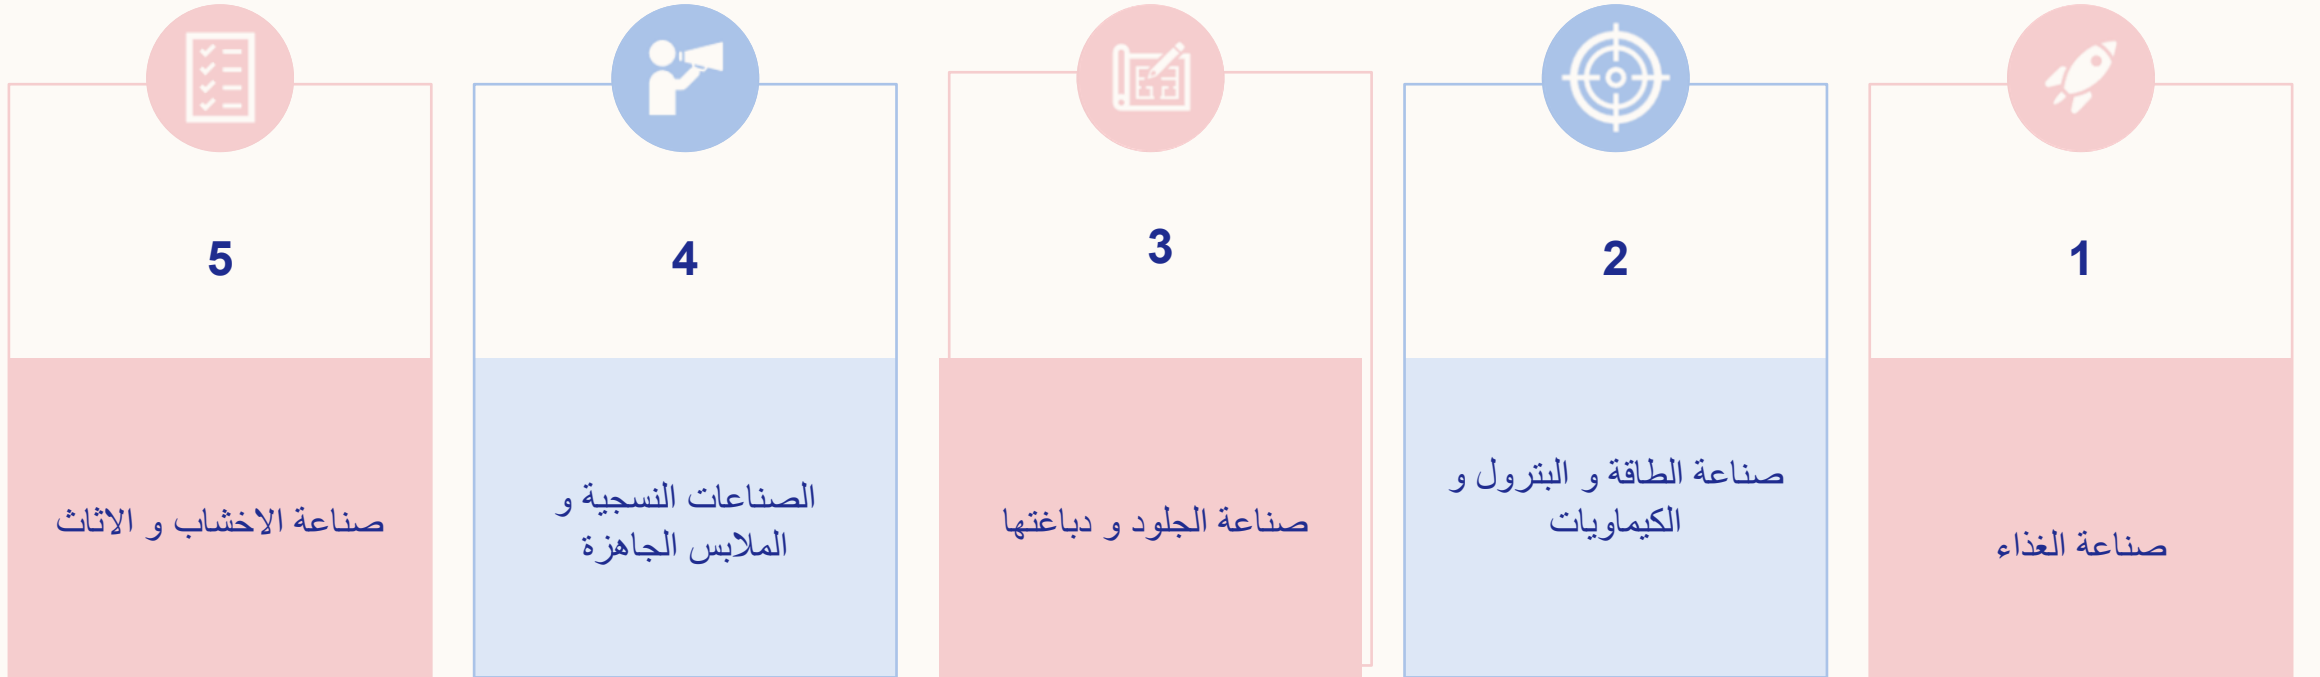 1
صناعة الغذاء
2
صناعة الطاقة و البترول و
الكيماويات
3
صناعة الجلود و دباغتها
4
الصناعات النسجية و
الملابس الجاهزة
5
صناعة الاخشاب و الاثاث